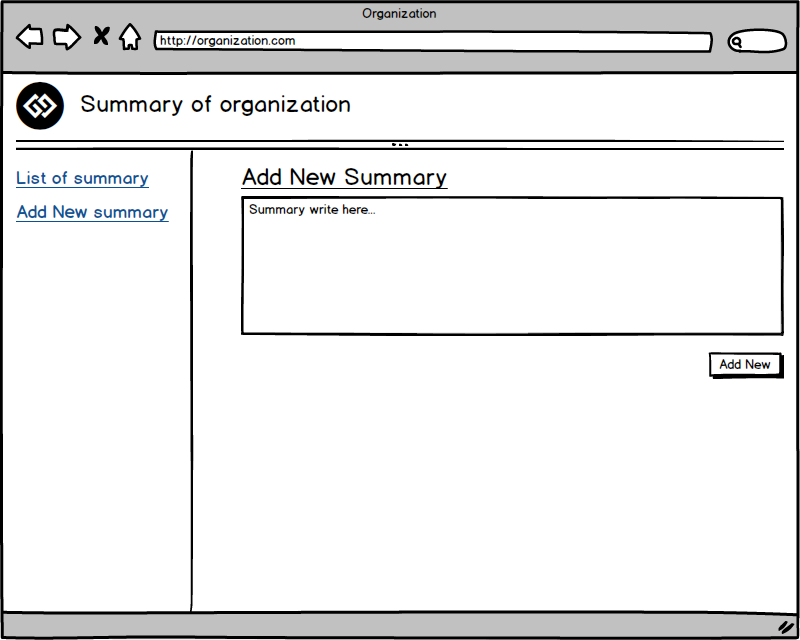 Organization
http://organization.com
Summary of organization
List of summary
Add New summary
Add New Summary
Summary write here...
Add New